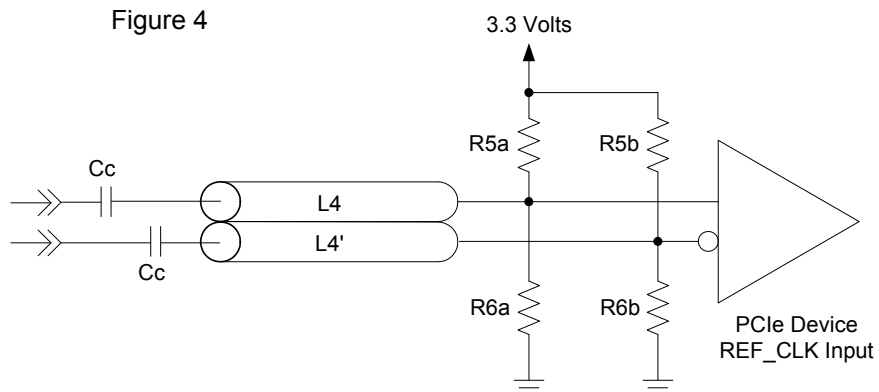 Figure 4
3.3 Volts
R5a
R5b
Cc
L4
L4'
Cc
R6a
R6b
PCIe Device
REF_CLK Input